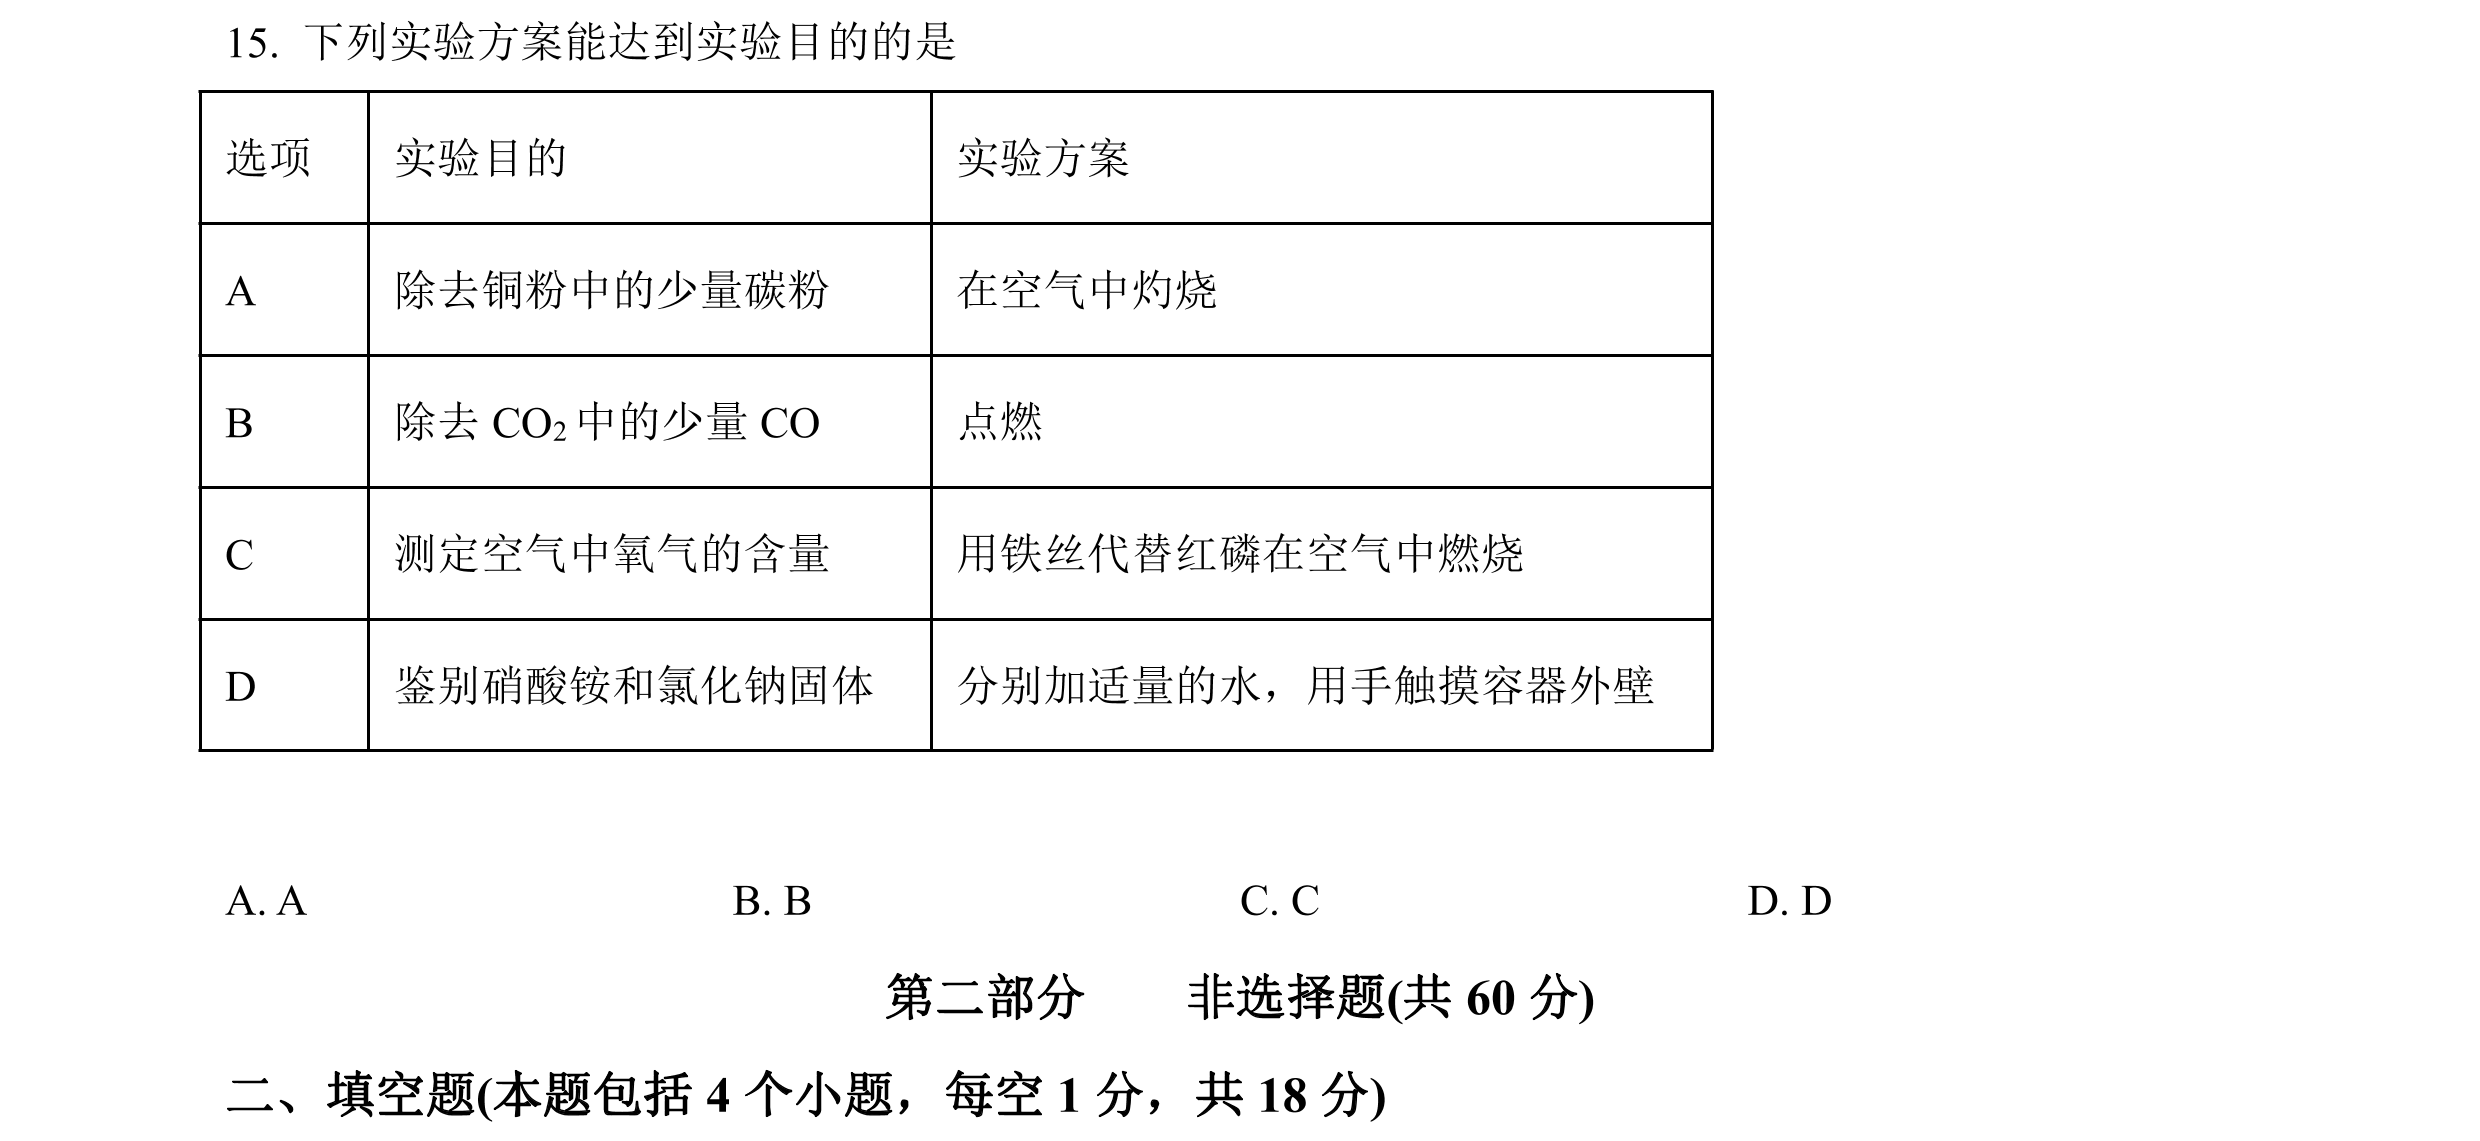 15. 下列实验方案能达到实验目的的是
选项 实验目的 实验方案
A 除去铜粉中的少量碳粉 在空气中灼烧
B 除去 CO₂ 中的少量 CO 点燃
C 测定空气中氧气的含量 用铁丝代替红磷在空气中燃烧
D 鉴别硝酸铵和氯化钠固体 分别加适量的水，用手触摸容器外壁
A. A B. B C. C D. D
第二部分 非选择题(共 60 分)
二、填空题(本题包括 4 个小题，每空 1 分，共 18 分)